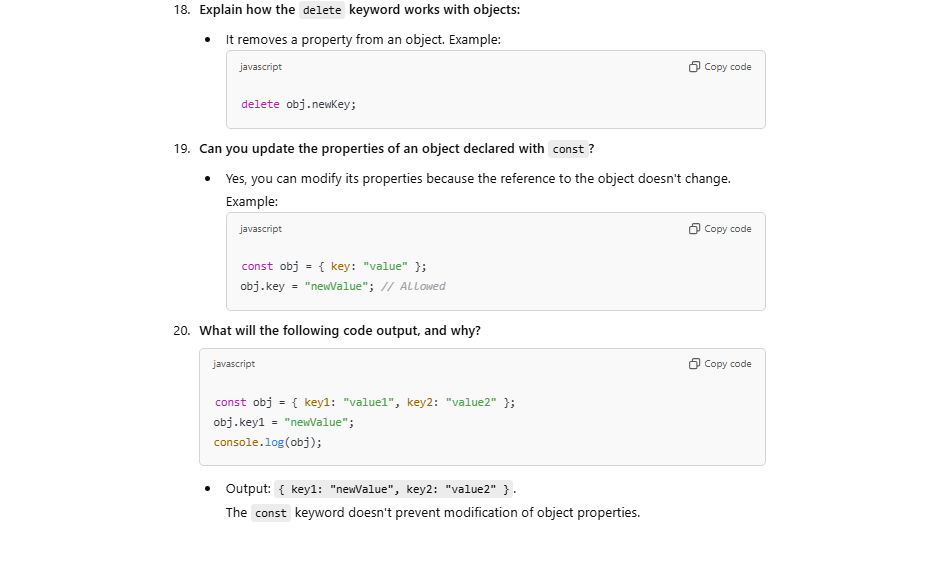 18. Explain how the delete keyword works with objects:
• It removes a property from an object. Example:
javascript Copy code
delete obj.newKey;
19. Can you update the properties of an object declared with const ?
• Yes, you can modify its properties because the reference to the object doesn't change.
Example:
javascript Copy code
const obj = { key: "value" };
obj.key = "newValue"; // Allowed
20. What will the following code output, and why?
javascript Copy code
const obj = { key1: "value1", key2: "value2" };
obj.key1 = "newValue";
console.log(obj);
• Output: { key1: "newValue", key2: "value2" }.
The const keyword doesn't prevent modification of object properties.